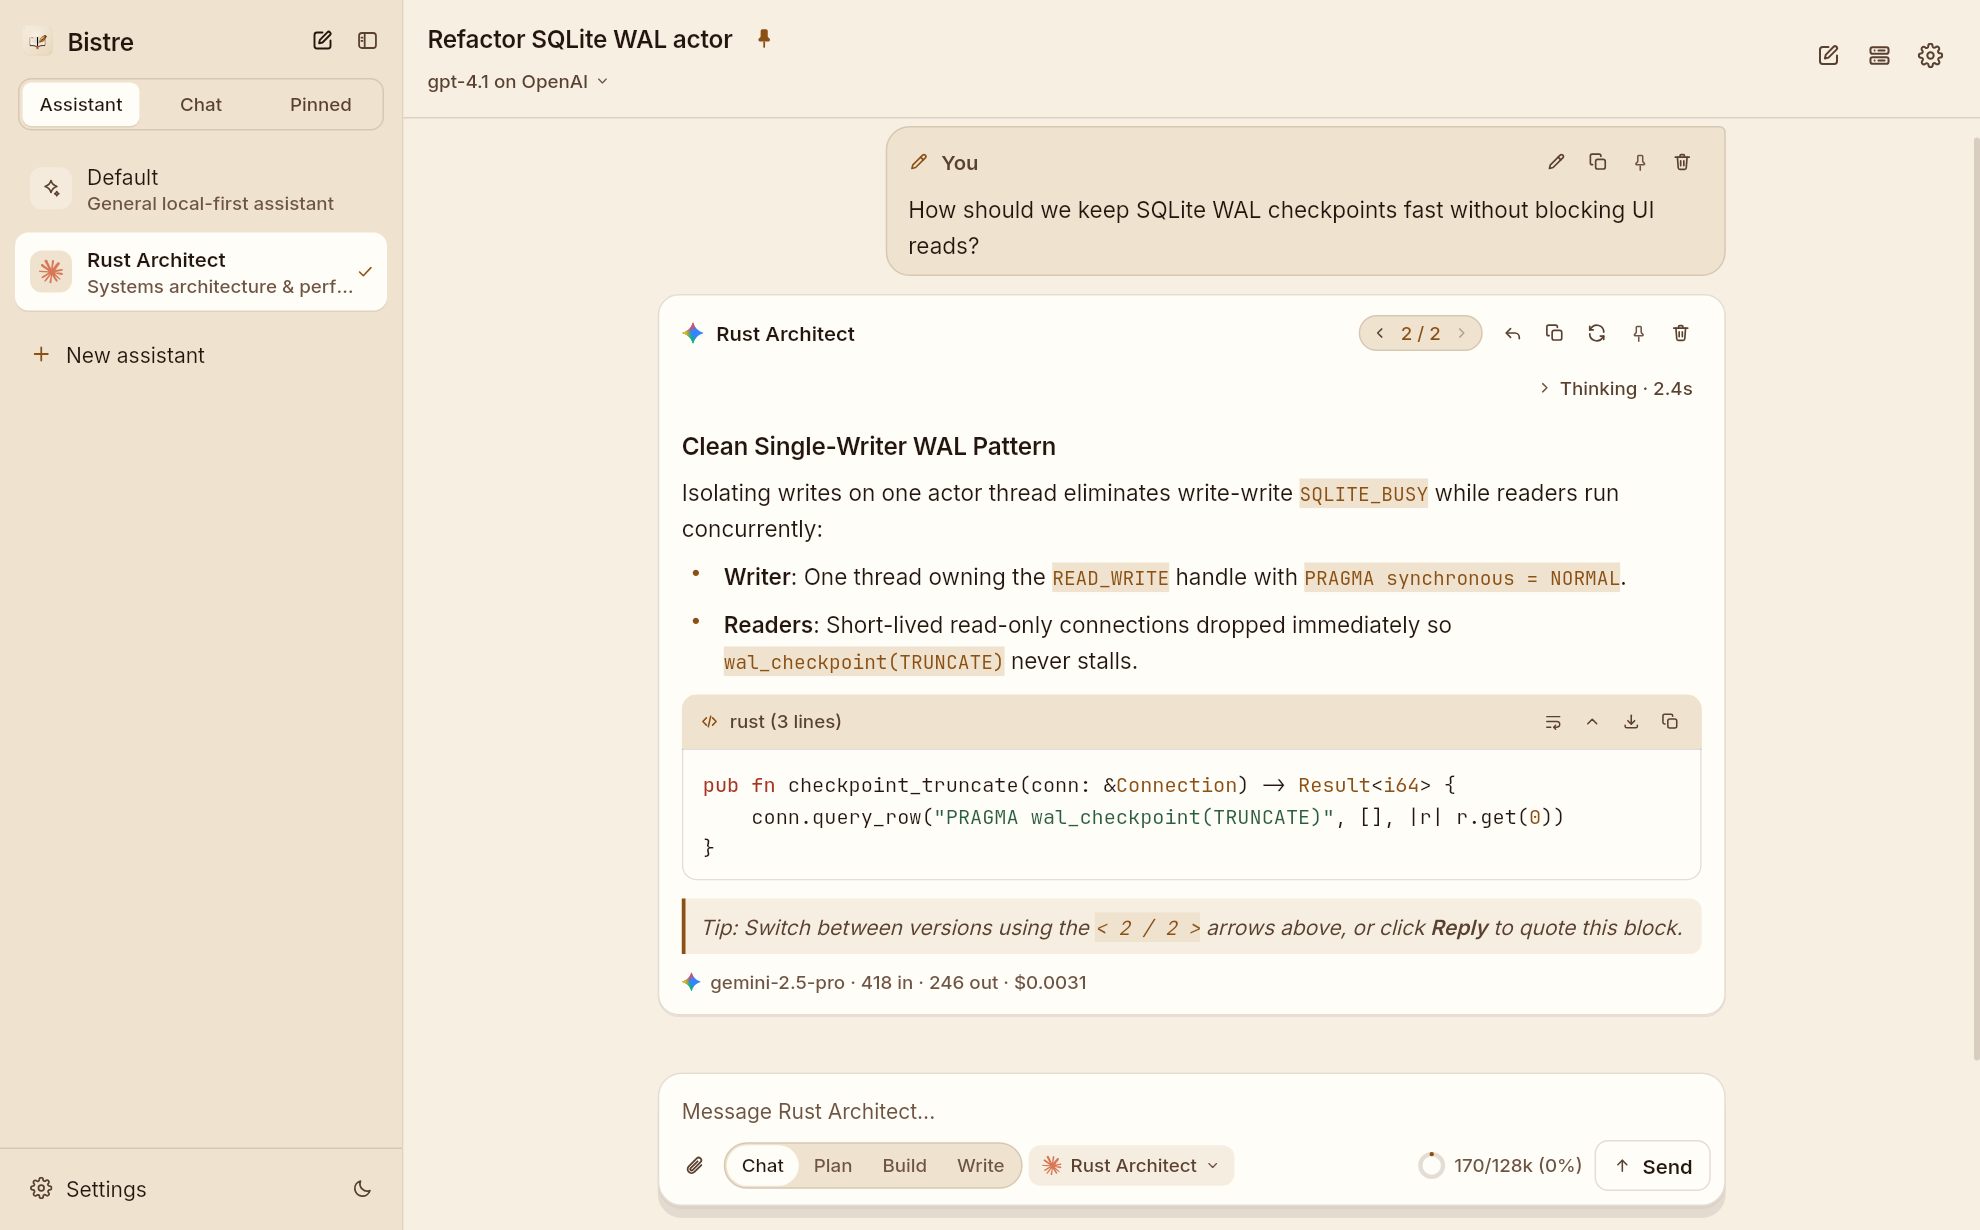 Bistre
Assistant
Chat
Pinned
Default
General local-first assistant
Rust Architect
Systems architecture & perf...
New assistant
Settings
Refactor SQLite WAL actor
gpt-4.1 on OpenAI
You
How should we keep SQLite WAL checkpoints fast without blocking UI
reads?
Rust Architect
2 / 2
Thinking · 2.4s
Clean Single-Writer WAL Pattern
Isolating writes on one actor thread eliminates write-write SQLITE_BUSY while readers run
concurrently:
• Writer: One thread owning the READ_WRITE handle with PRAGMA synchronous = NORMAL.
• Readers: Short-lived read-only connections dropped immediately so
wal_checkpoint(TRUNCATE) never stalls.
rust (3 lines)
pub fn checkpoint_truncate(conn: &Connection) -> Result<i64> {
    conn.query_row("PRAGMA wal_checkpoint(TRUNCATE)", [], |r| r.get(0))
}
Tip: Switch between versions using the < 2 / 2 > arrows above, or click Reply to quote this block.
gemini-2.5-pro · 418 in · 246 out · $0.0031
Message Rust Architect...
Chat
Plan
Build
Write
Rust Architect
170/128k (0%)
Send